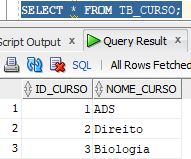 SELECT * FROM TB_CURSO;
Script Output × Query Result ×
SQL | All Rows Fetched
ID_CURSO NOME_CURSO
1 1 ADS
2 2 Direito
3 3 Biologia